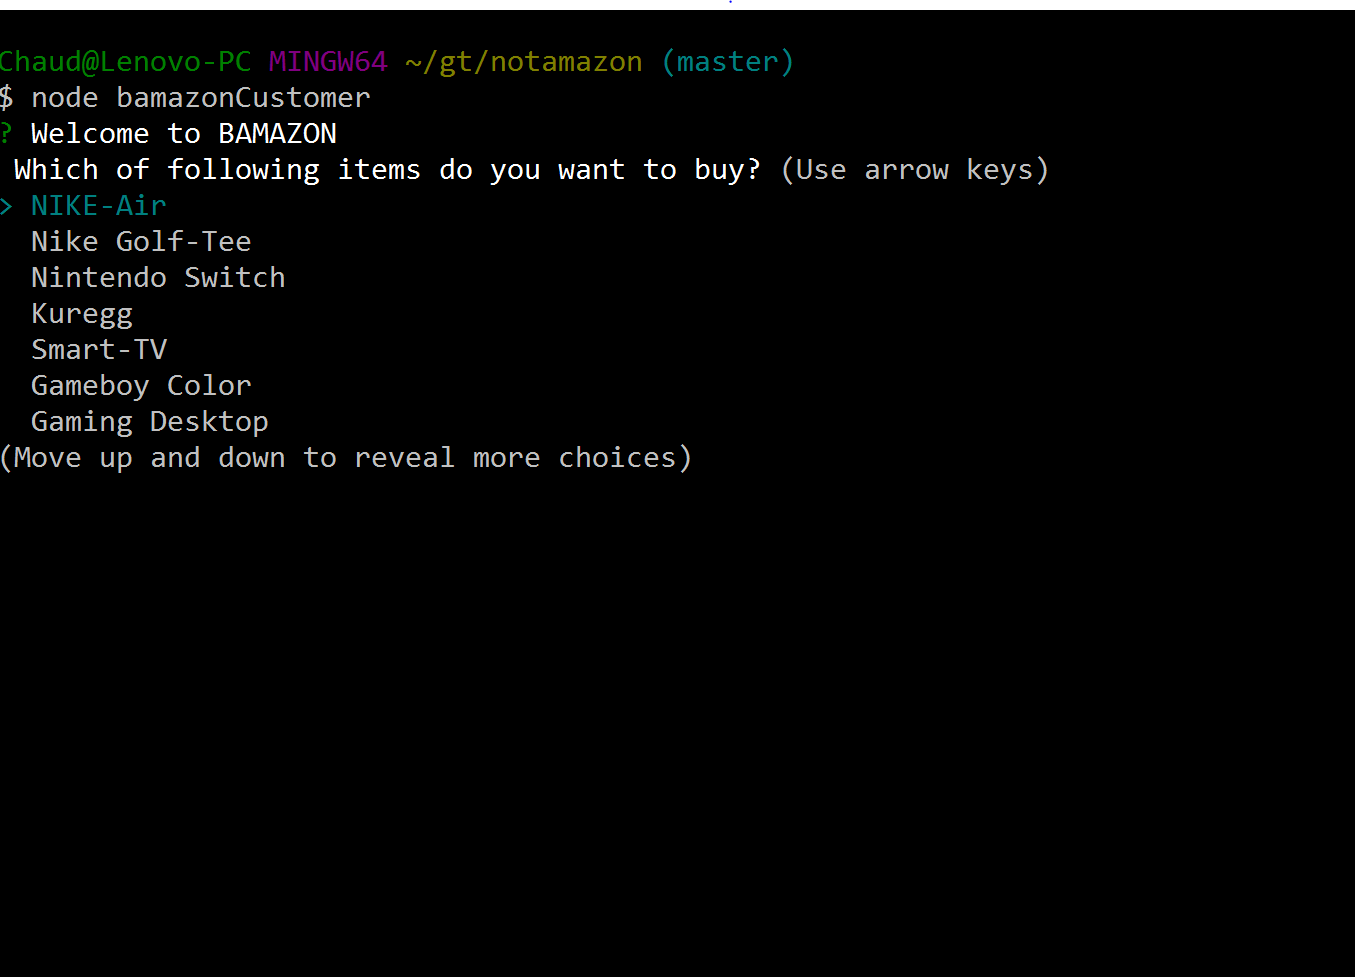 Chaud@Lenovo-PC MINGW64 ~/gt/notamazon (master)
$ node bamazonCustomer
? Welcome to BAMAZON
Which of following items do you want to buy? (Use arrow keys)
> NIKE-Air
Nike Golf-Tee
Nintendo Switch
Kuregg
Smart-TV
Gameboy Color
Gaming Desktop
(Move up and down to reveal more choices)